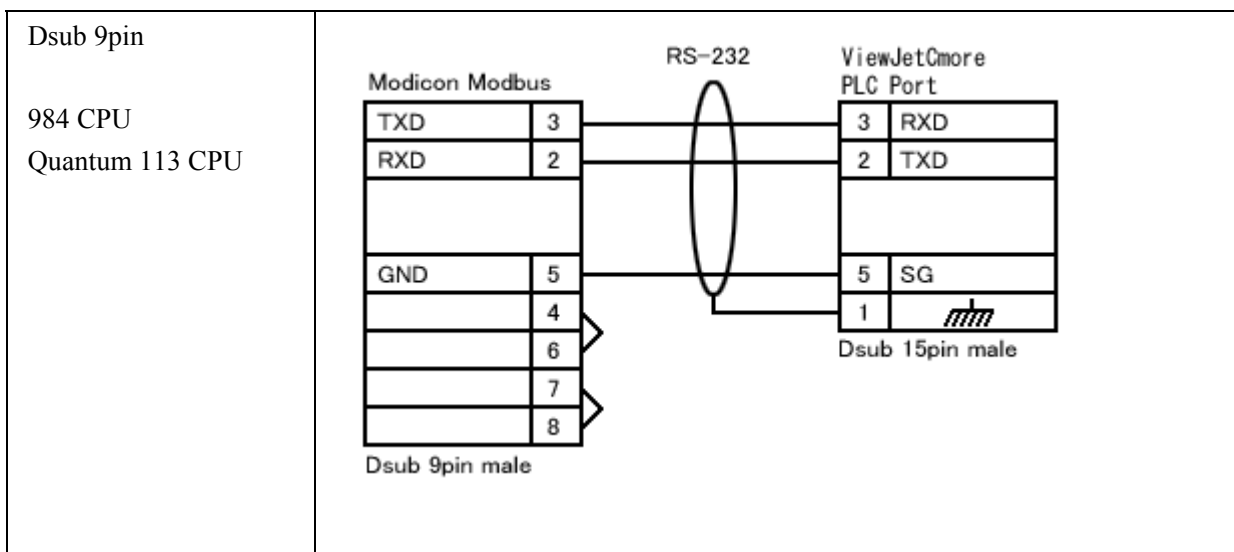 Dsub 9pin
984 CPU
Quantum 113 CPU
RS-232
Modicon Modbus
ViewJetCmore
PLC Port
TXD 3
3 RXD
RXD 2
2 TXD
GND 5
5 SG
4
1
6
7
8
Dsub 15pin male
Dsub 9pin male